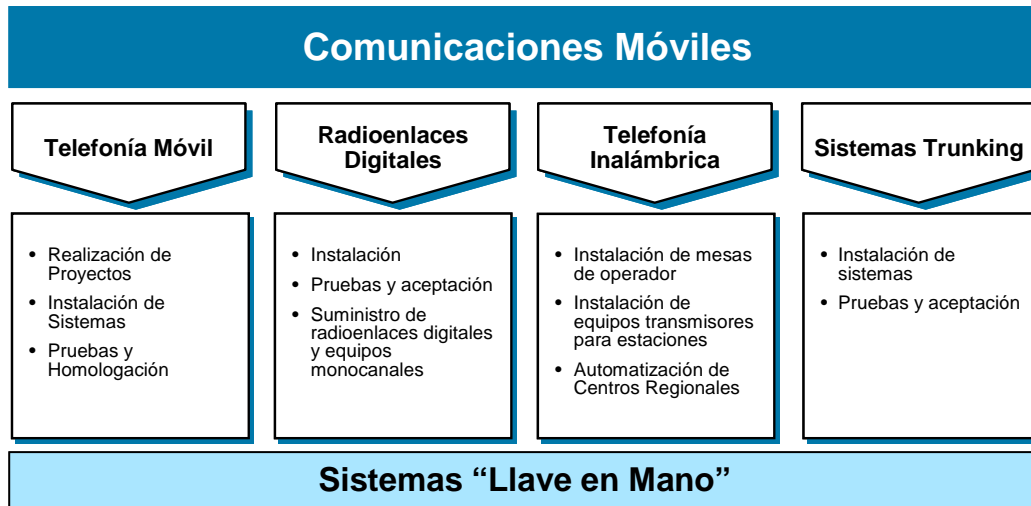 Comunicaciones Móviles
Telefonía Móvil
Radioenlaces
Digitales
Telefonía
Inalámbrica
Sistemas Trunking
• Realización de
Proyectos
• Instalación de
Sistemas
• Pruebas y
Homologación
• Instalación
• Pruebas y aceptación
• Suministro de
radioenlaces digitales
y equipos
monocanales
• Instalación de mesas
de operador
• Instalación de
equipos transmisores
para estaciones
• Automatización de
Centros Regionales
• Instalación de
sistemas
• Pruebas y aceptación
Sistemas “Llave en Mano”